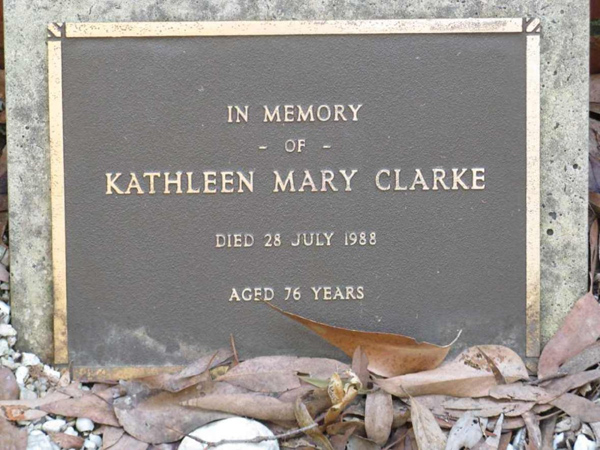 IN MEMORY
- OF -
KATHLEEN MARY CLARKE
DIED 28 JULY 1988
AGED 76 YEARS